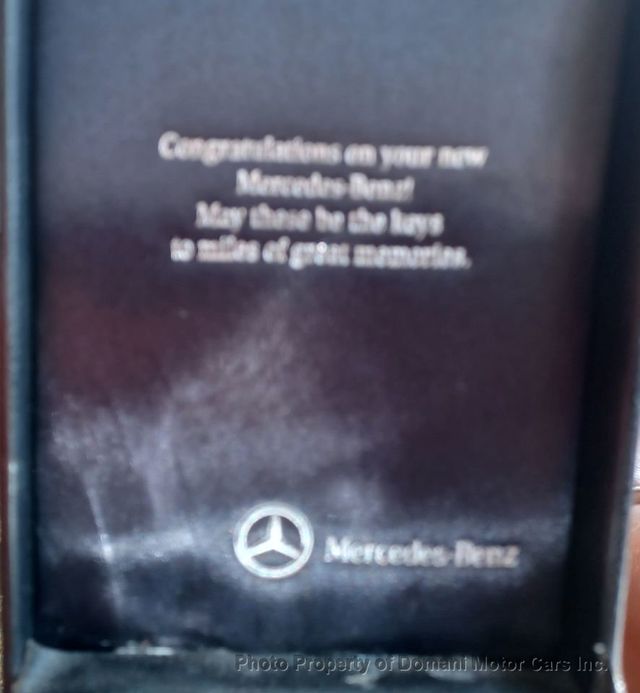 Congratulations on your new
Mercedes-Benz!
May these be the keys
to miles of great memories.
Mercedes-Benz
Photo Property of Domani Motor Cars Inc.